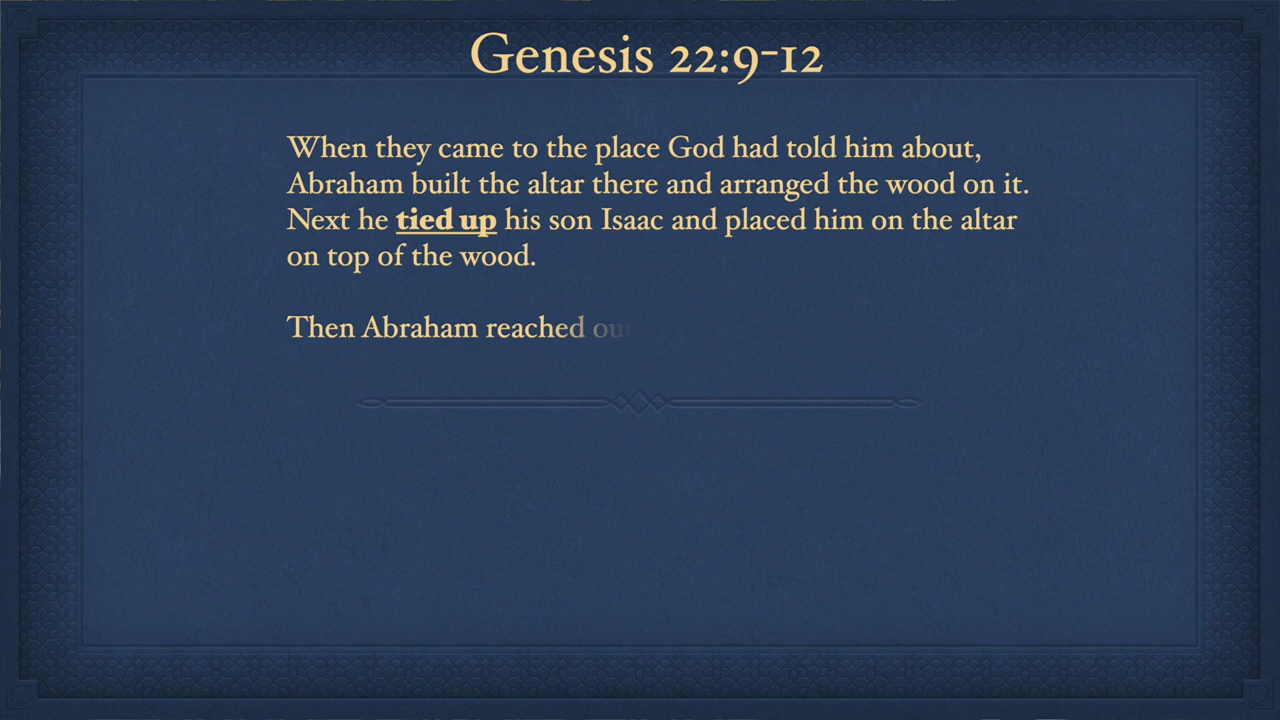 Genesis 22:9-12
When they came to the place God had told him about,
Abraham built the altar there and arranged the wood on it.
Next he tied up his son Isaac and placed him on the altar
on top of the wood.
Then Abraham reached